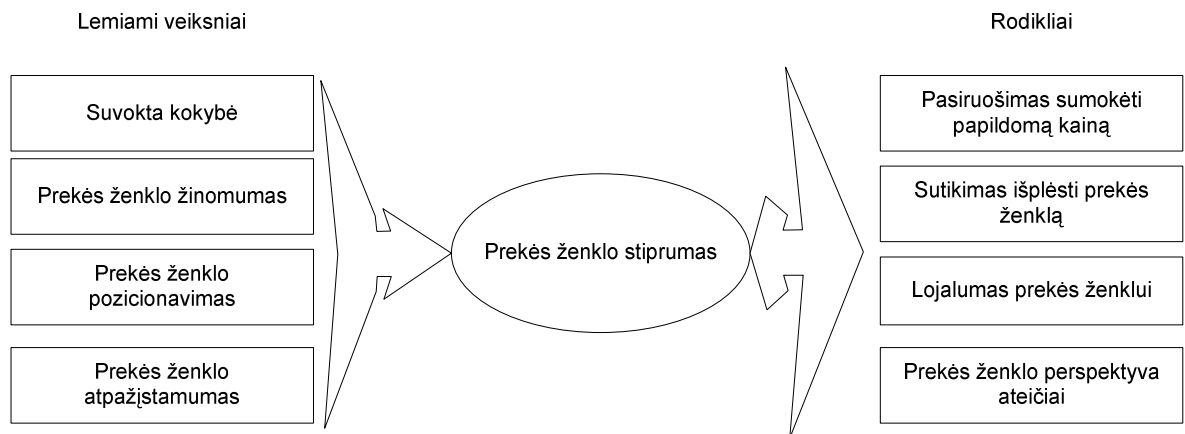 Lemiami veiksniai
Suvokta kokybė
Prekės ženklo žinomumas
Prekės ženklo
pozicionavimas
Prekės ženklo
atpažįstamumas
Prekės ženklo stiprumas
Rodikliai
Pasiruošimas sumokėti
papildomą kainą
Sutikimas išplėsti prekės
ženklą
Lojalumas prekės ženklui
Prekės ženklo perspektyva
ateičiai